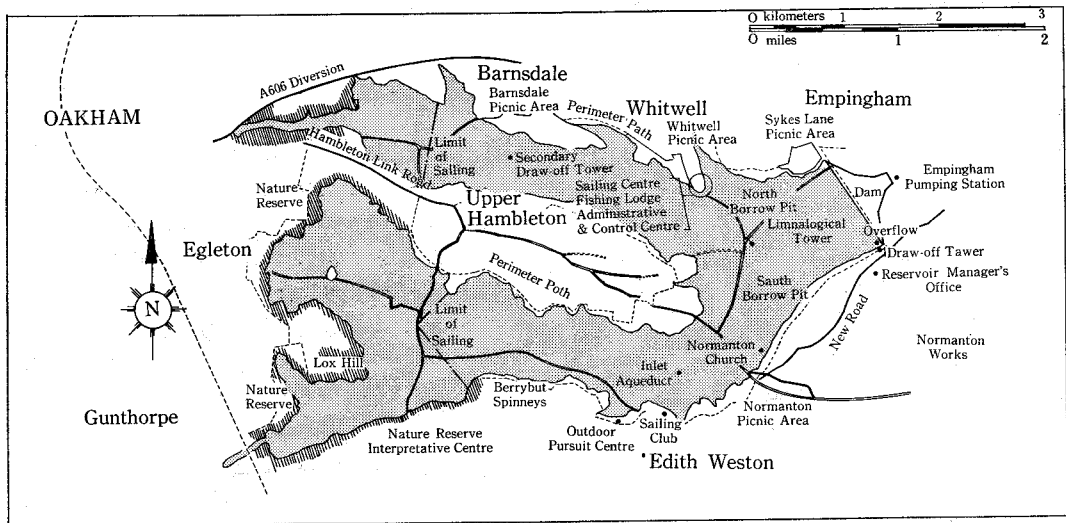 0 kilometers 1 2 3
0 miles 1 2
A606 Diversion
Barnsdale
Barnsdale
Picnic Area
Perimeter Path
Whitwell
Whitwell
Picnic Area
Empingham
Sykes Lane
Picnic Area
OAKHAM
Hambleton Link Road
Limit
of
Sailing
Secondary
Draw-off Tower
Empingham
Pumping Station
Dam
Nature
Reserve
Upper
Hambleton
Sailing Centre
Fishing Lodge
Administrative
& Control Centre
North
Borrow Pit
Limnalogical
Tower
Overflow
Draw-off Tawer
Egleton
Perimeter Poth
Sauth
Borrow Pit
Reservoir Manager's
Office
N
Limit
of
Sailing
New Road
Normanton
Church
Normanton
Works
Lox Hill
Inlet
Aqueduct
Nature
Reserve
Berrybut
Spinneys
Normanton
Picnic Area
Gunthorpe
Nature Reserve
Interpretative Centre
Outdoor
Pursuit Centre
Sailing
Club
Edith Weston